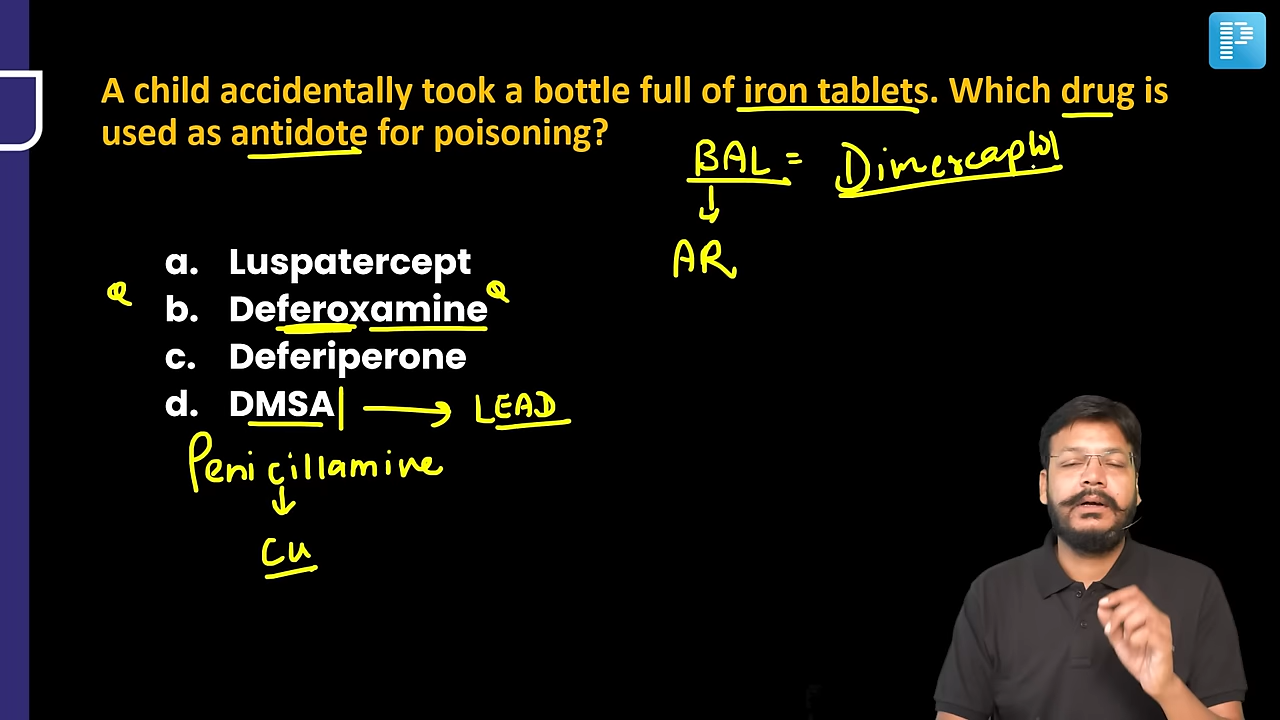 A child accidentally took a bottle full of iron tablets. Which drug is
used as antidote for poisoning?
BAL = Dimercaptol
AR
a. Luspatercept
b. Deferoxamine
c. Deferiperone
d. DMSA → LEAD
Penicillamine
Cu